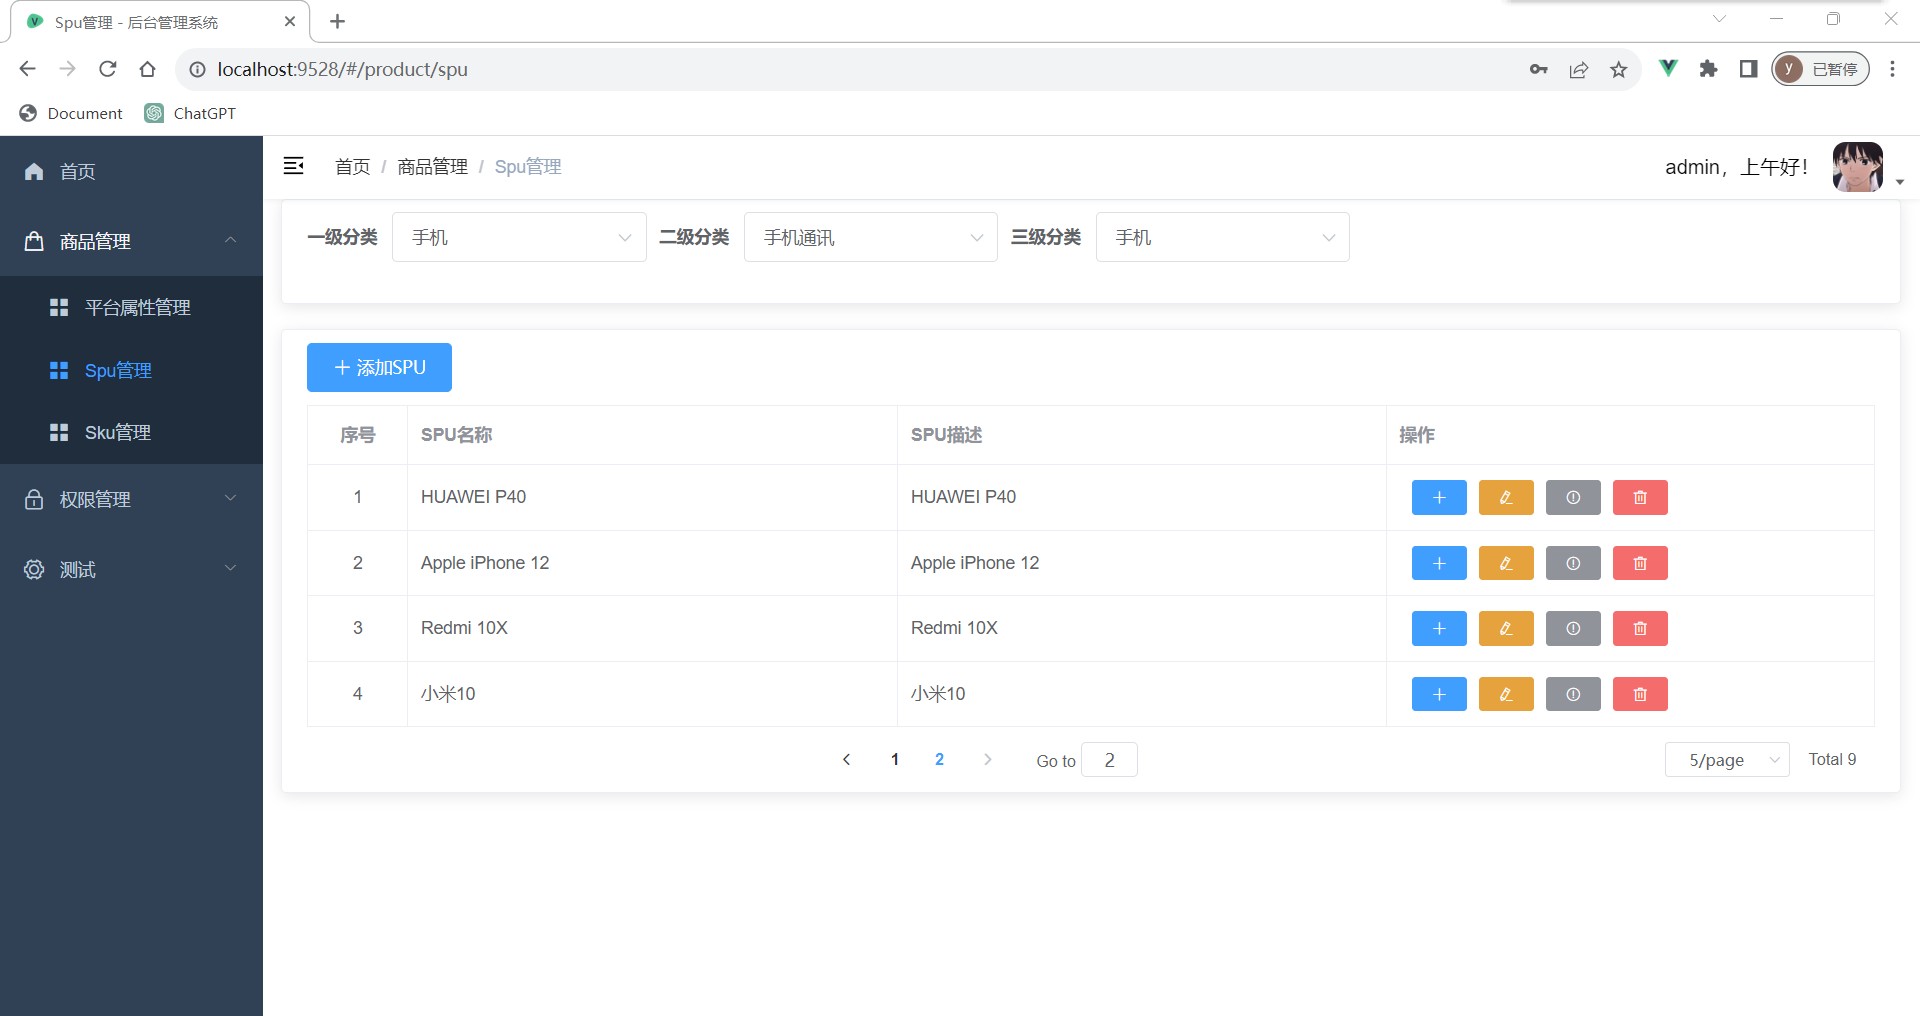 Spu管理 - 后台管理系统
localhost:9528/#/product/spu
y 已暂停
Document ChatGPT
首页
商品管理
平台属性管理
Spu管理
Sku管理
权限管理
测试
首页 / 商品管理 / Spu管理
admin，上午好！
一级分类 手机 二级分类 手机通讯 三级分类 手机
添加SPU
序号 SPU名称 SPU描述 操作
1 HUAWEI P40 HUAWEI P40
2 Apple iPhone 12 Apple iPhone 12
3 Redmi 10X Redmi 10X
4 小米10 小米10
1 2 Go to 2 5/page Total 9